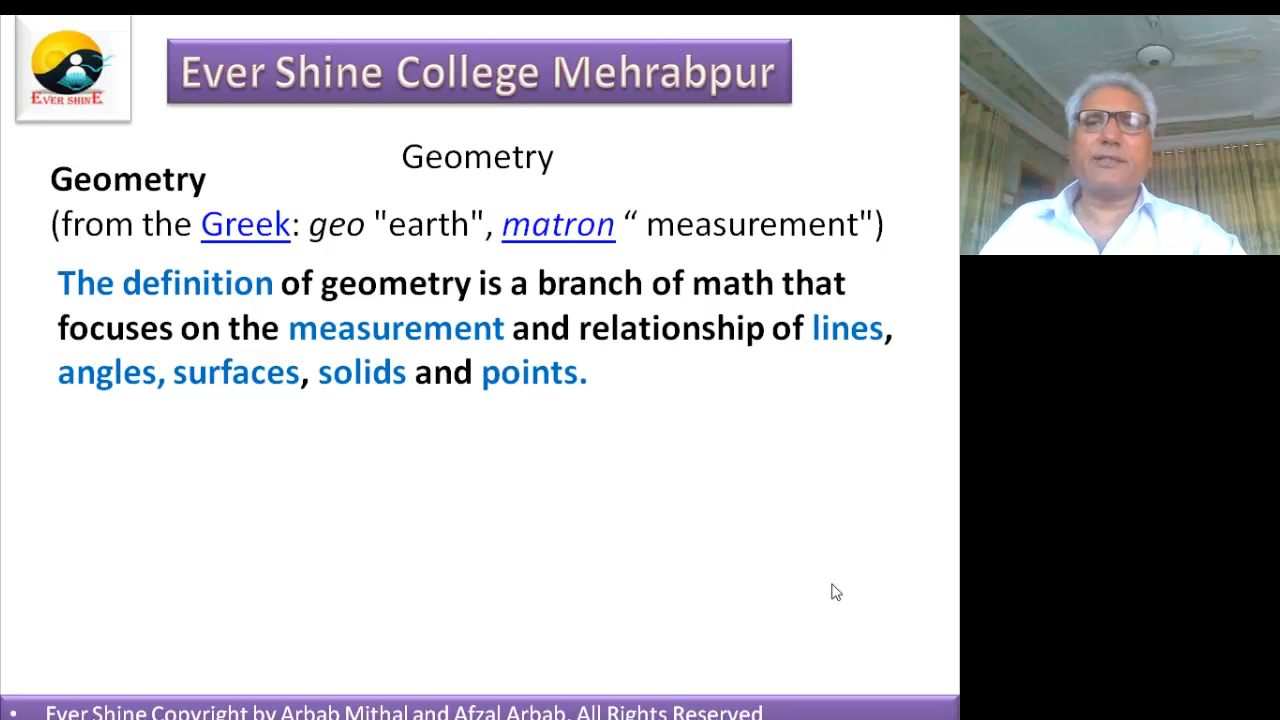 EVER SHINE
Ever Shine College Mehrabpur
Geometry
Geometry
(from the Greek: geo "earth", matron “ measurement")
The definition of geometry is a branch of math that
focuses on the measurement and relationship of lines,
angles, surfaces, solids and points.
• Ever Shine Copyright by Arbab Mithal and Afzal Arbab. All Rights Reserved